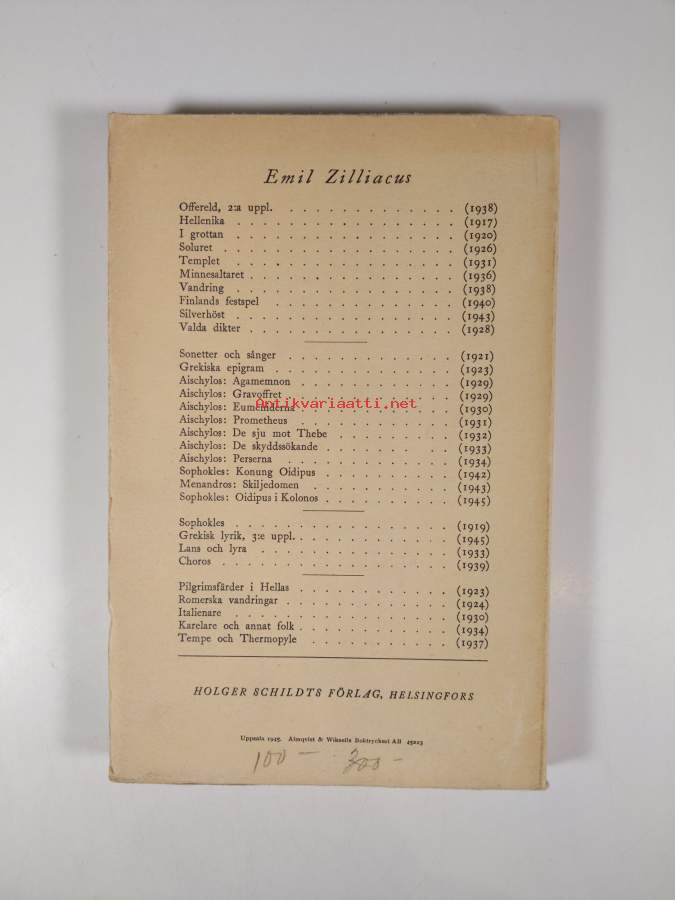 Emil Zilliacus
Offereld, 2:a uppl. . . . . . . . . . . . . . . (1938)
Hellenika . . . . . . . . . . . . . . . . . (1917)
I grottan . . . . . . . . . . . . . . . . . (1920)
Soluret . . . . . . . . . . . . . . . . . . (1926)
Templet . . . . . . . . . . . . . . . . . (1931)
Minnesaltaret . . . . . . . . . . . . . . . . (1936)
Vandring . . . . . . . . . . . . . . . . . (1938)
Finlands festspel . . . . . . . . . . . . . . (1940)
Silverhöst . . . . . . . . . . . . . . . . . (1943)
Valda dikter . . . . . . . . . . . . . . . . (1928)
Sonetter och sånger . . . . . . . . . . . . . (1921)
Grekiska epigram . . . . . . . . . . . . . . (1923)
Aischylos: Agamemnon . . . . . . . . . . . . (1929)
Aischylos: Gravoffret . . . . . . . . . . . . . (1929)
Antikvariaatti.net
Aischylos: Eumeniderna . . . . . . . . . . . . (1930)
Aischylos: Prometheus . . . . . . . . . . . . (1931)
Aischylos: De sju mot Thebe . . . . . . . . . (1932)
Aischylos: De skyddssökande . . . . . . . . . . (1933)
Aischylos: Perserna . . . . . . . . . . . . . (1934)
Sophokles: Konung Oidipus . . . . . . . . . . (1942)
Menandros: Skiljedomen . . . . . . . . . . . (1943)
Sophokles: Oidipus i Kolonos . . . . . . . . . . (1945)
Sophokles . . . . . . . . . . . . . . . . (1919)
Grekisk lyrik, 3:e uppl. . . . . . . . . . . . . (1945)
Lans och lyra . . . . . . . . . . . . . . . (1933)
Choros . . . . . . . . . . . . . . . . . (1939)
Pilgrimsfärder i Hellas . . . . . . . . . . . . (1923)
Romerska vandringar . . . . . . . . . . . . . (1924)
Italienare . . . . . . . . . . . . . . . . (1930)
Karelare och annat folk . . . . . . . . . . . . (1934)
Tempe och Thermopyle . . . . . . . . . . . (1937)
HOLGER SCHILDTS FÖRLAG, HELSINGFORS
Uppsala 1945. Almqvist & Wiksells Boktryckeri AB 45223
100 — 300 —